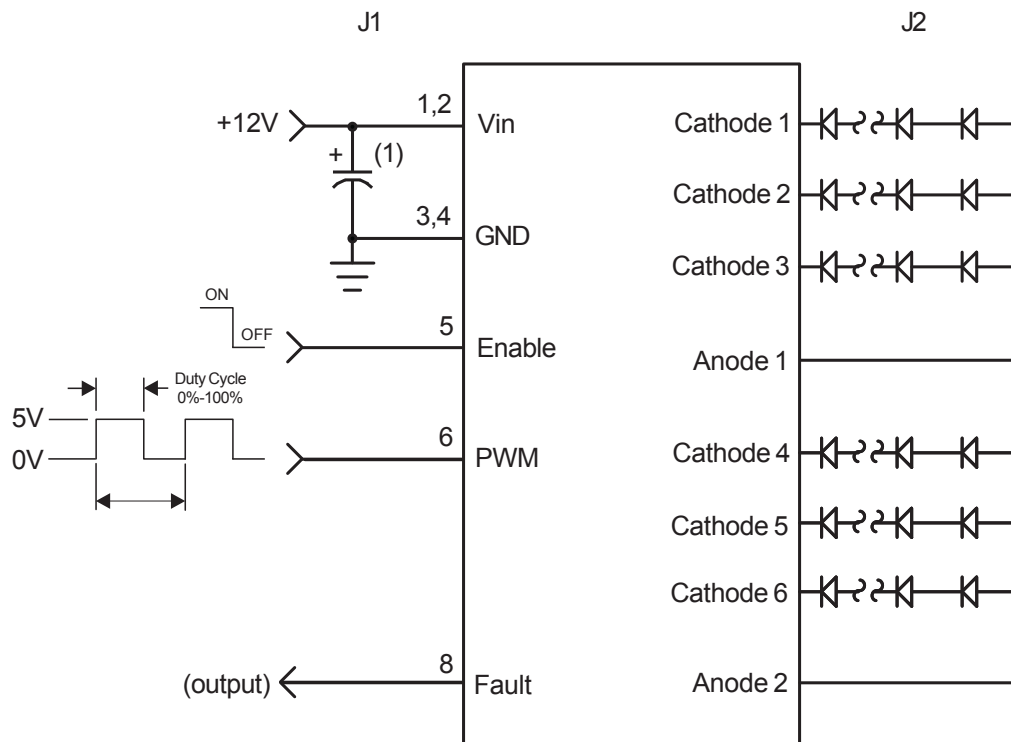 J1
J2
1,2
+12V
Vin
Cathode 1
+
(1)
Cathode 2
3,4
GND
Cathode 3
ON
OFF
5
Enable
Anode 1
Duty Cycle
0%-100%
5V
0V
6
PWM
Cathode 4
Cathode 5
Cathode 6
8
(output)
Fault
Anode 2